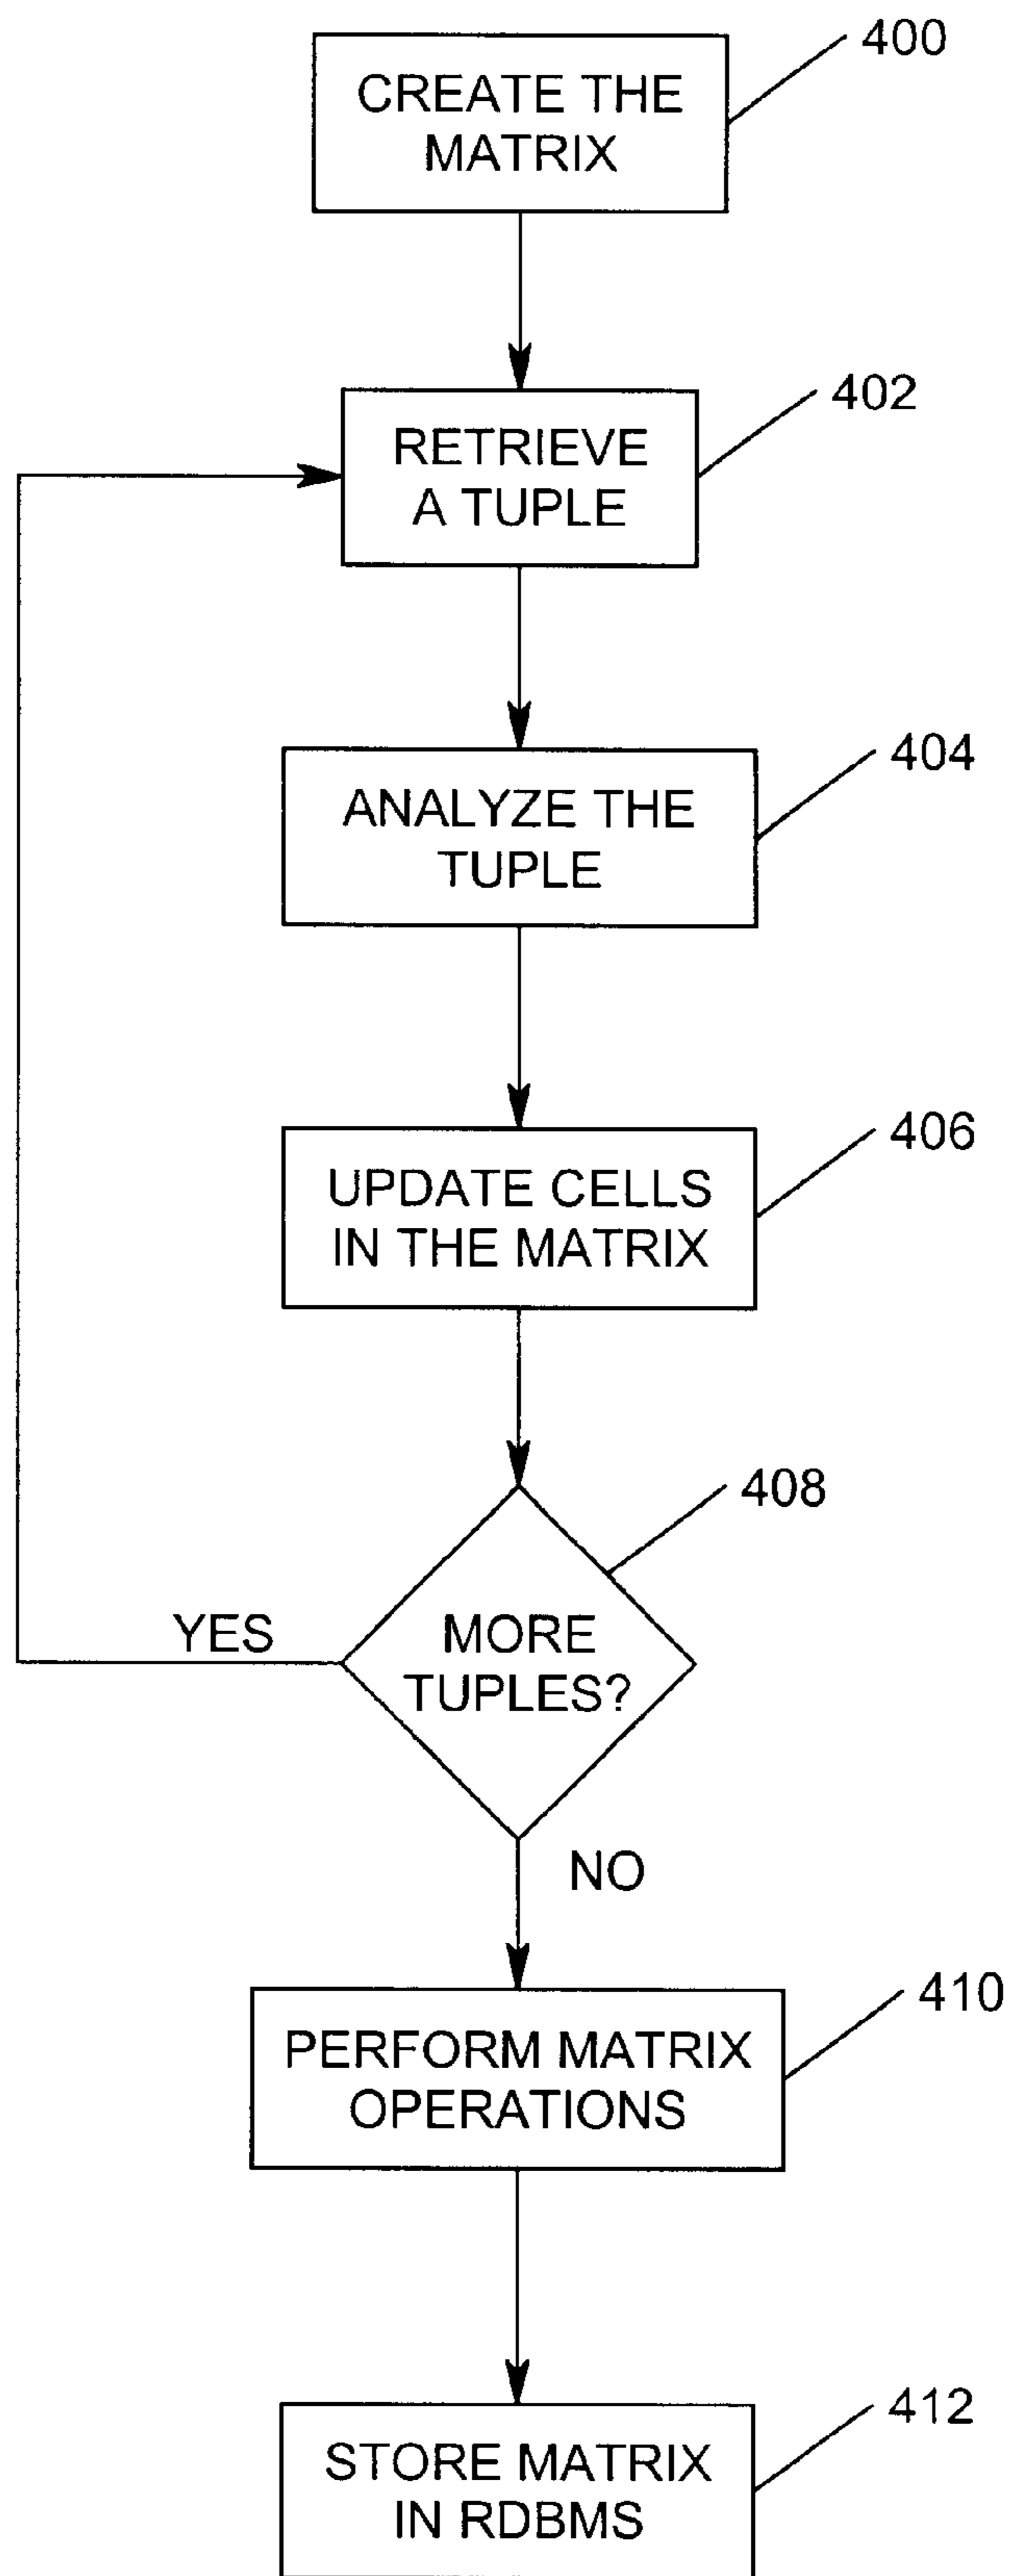 400
CREATE THE
MATRIX
402
RETRIEVE
A TUPLE
404
ANALYZE THE
TUPLE
406
UPDATE CELLS
IN THE MATRIX
408
YES
MORE
TUPLES?
NO
410
PERFORM MATRIX
OPERATIONS
412
STORE MATRIX
IN RDBMS